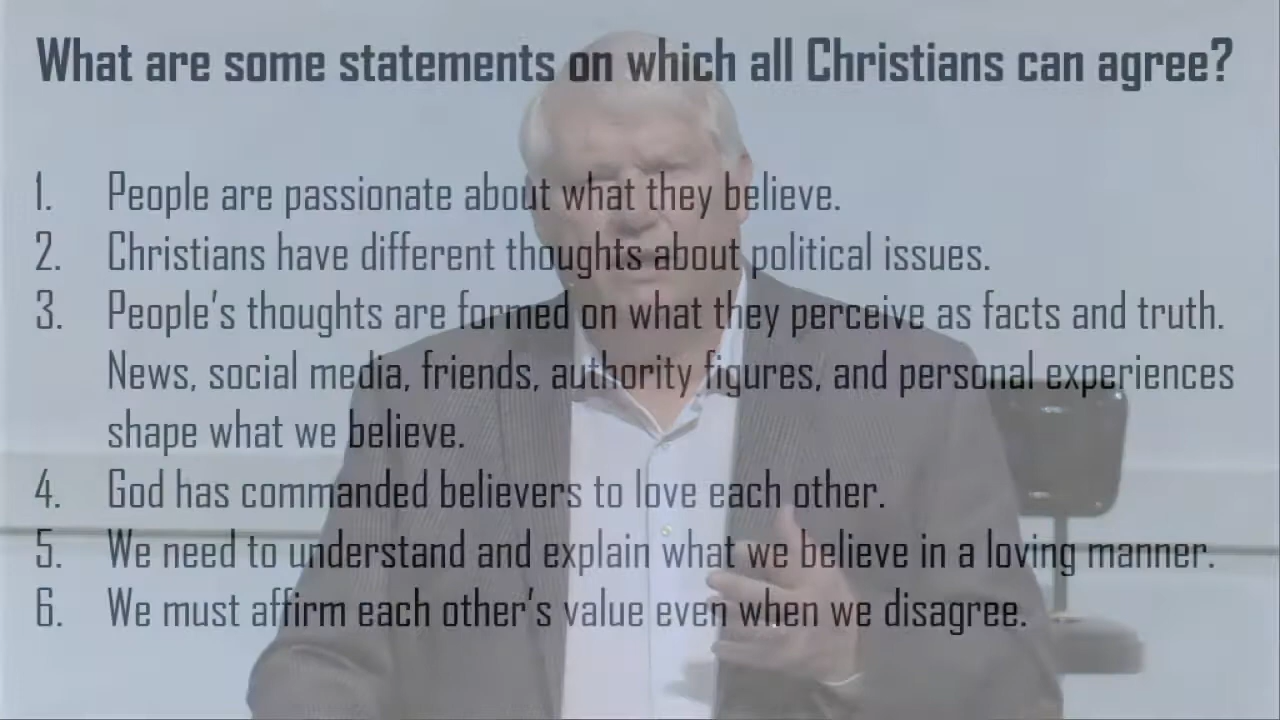 What are some statements on which all Christians can agree?
1. People are passionate about what they believe.
2. Christians have different thoughts about political issues.
3. People's thoughts are formed on what they perceive as facts and truth.
News, social media, friends, authority figures, and personal experiences
shape what we believe.
4. God has commanded believers to love each other.
5. We need to understand and explain what we believe in a loving manner.
6. We must affirm each other's value even when we disagree.